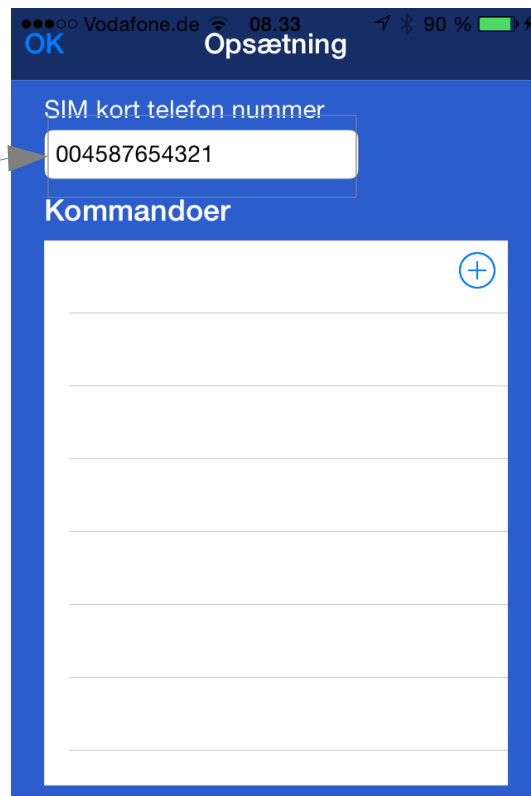 Vodafone.de 08.33 90 %
OK Opsætning
SIM kort telefon nummer
004587654321
Kommandoer